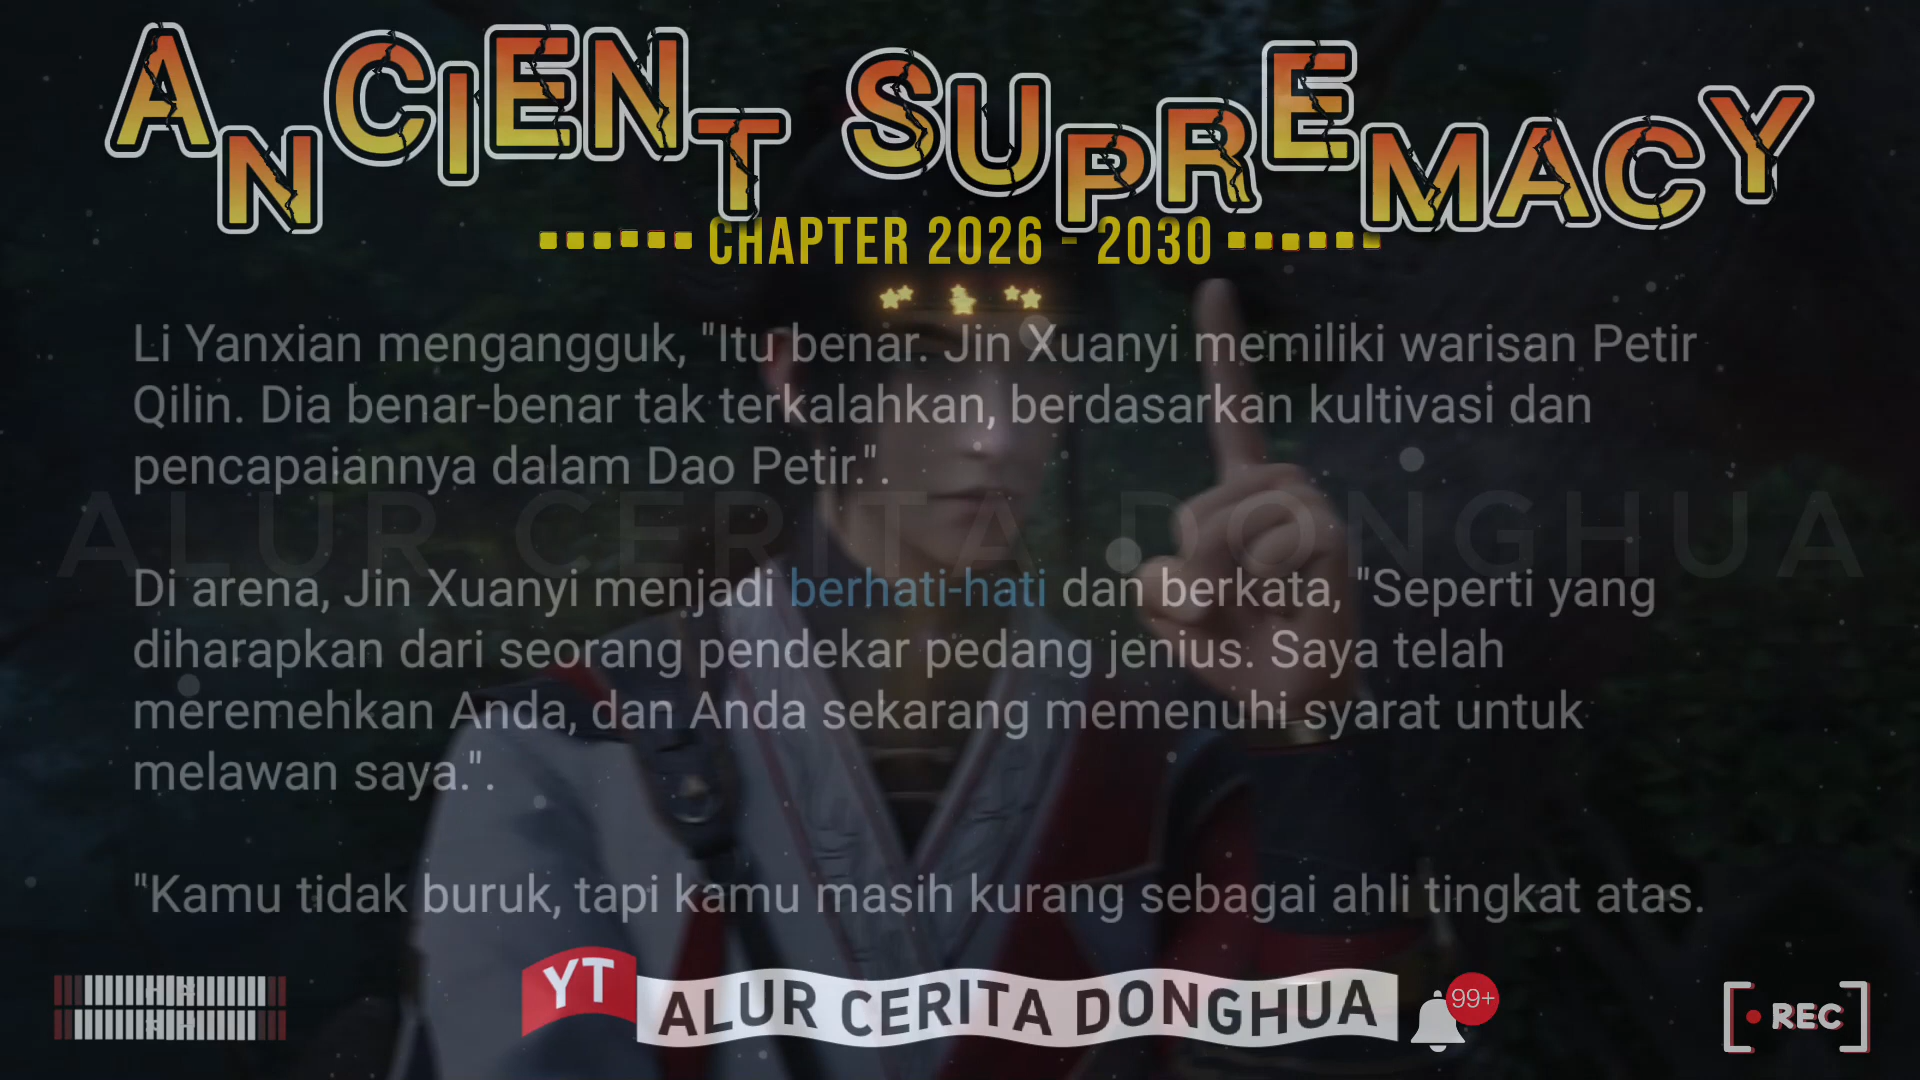 ANCIENT SUPREMACY
CHAPTER 2026 - 2030
Li Yanxian mengangguk, "Itu benar. Jin Xuanyi memiliki warisan Petir
Qilin. Dia benar-benar tak terkalahkan, berdasarkan kultivasi dan
pencapaiannya dalam Dao Petir.".
ALUR CERITA DONGHUA
Di arena, Jin Xuanyi menjadi berhati-hati dan berkata, "Seperti yang
diharapkan dari seorang pendekar pedang jenius. Saya telah
meremehkan Anda, dan Anda sekarang memenuhi syarat untuk
melawan saya.".
"Kamu tidak buruk, tapi kamu masih kurang sebagai ahli tingkat atas.
YT ALUR CERITA DONGHUA 99+
REC